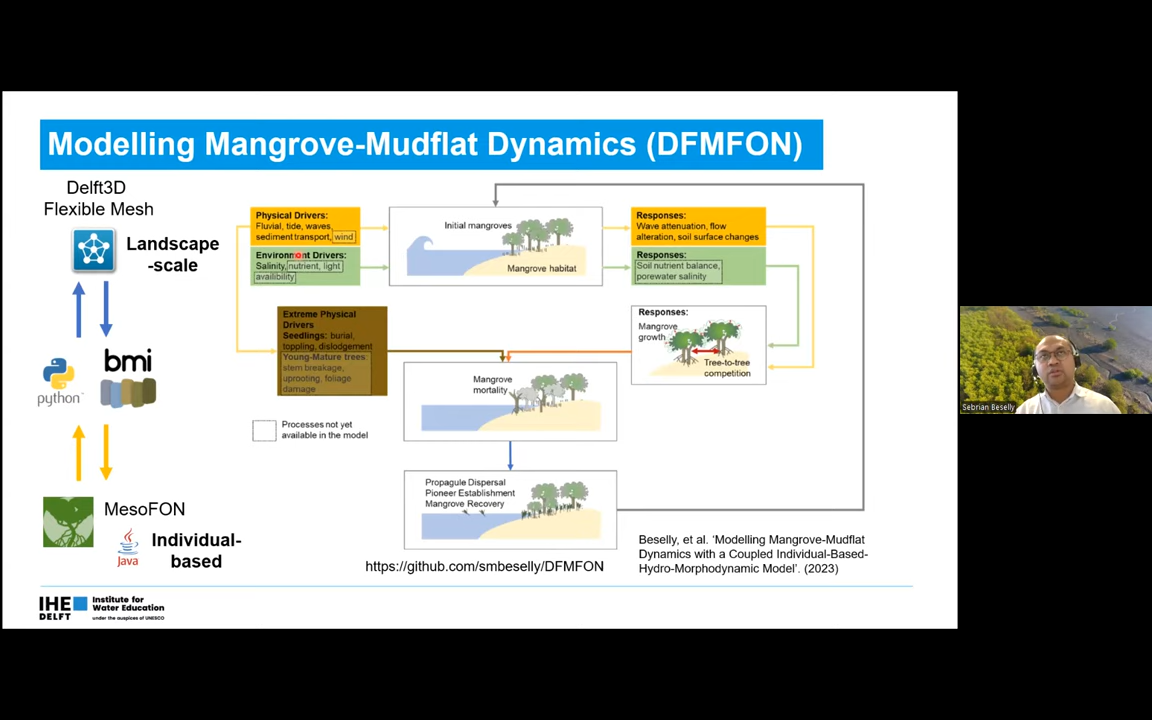 Modelling Mangrove-Mudflat Dynamics (DFMFON)
Delft3D
Flexible Mesh
Landscape
-scale
python
bmi
MesoFON
Java
Individual-
based
Physical Drivers:
Fluvial, tide, waves,
sediment transport, wind
Environment Drivers:
Salinity, nutrient, light
availibility
Initial mangroves
Mangrove habitat
Responses:
Wave attenuation, flow
alteration, soil surface changes
Responses:
Soil nutrient balance,
porewater salinity
Extreme Physical
Drivers
Seedlings: burial,
toppling, dislodgement
Young-Mature trees:
stem breakage,
uprooting, foliage
damage
Mangrove
mortality
Responses:
Mangrove
growth
Tree-to-tree
competition
Processes not yet
available in the model
Propagule Dispersal
Pioneer Establishment
Mangrove Recovery
https://github.com/smbeselly/DFMFON
Beselly, et al. 'Modelling Mangrove-Mudflat
Dynamics with a Coupled Individual-Based-
Hydro-Morphodynamic Model'. (2023)
IHE
DELFT
Institute for
Water Education
under the auspices of UNESCO
Sebrian Beselly